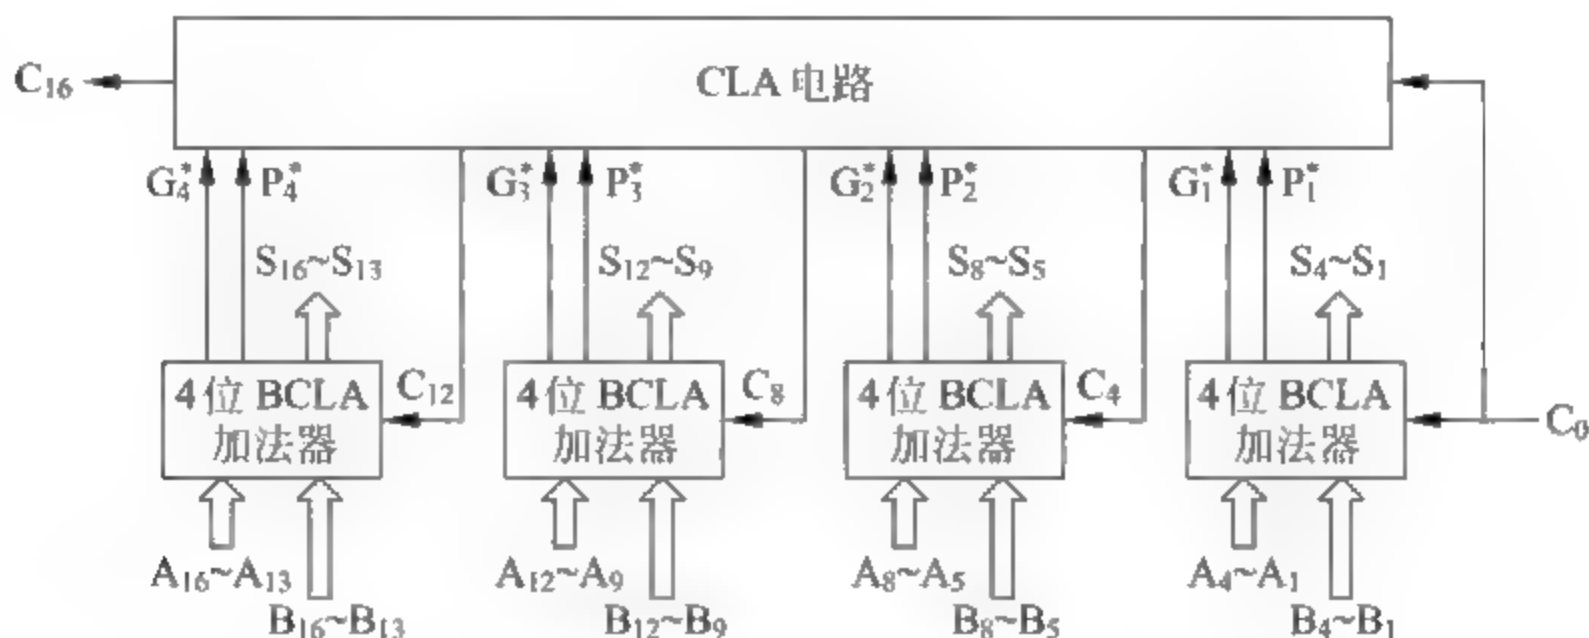 CLA 电路
C₁₆
G₄* P₄* G₃* P₃* G₂* P₂* G₁* P₁*
S₁₆~S₁₃ S₁₂~S₉ S₈~S₅ S₄~S₁
4 位 BCLA 加法器 C₁₂
4 位 BCLA 加法器 C₈
4 位 BCLA 加法器 C₄
4 位 BCLA 加法器 C₀
A₁₆~A₁₃ A₁₂~A₉ A₈~A₅ A₄~A₁
B₁₆~B₁₃ B₁₂~B₉ B₈~B₅ B₄~B₁